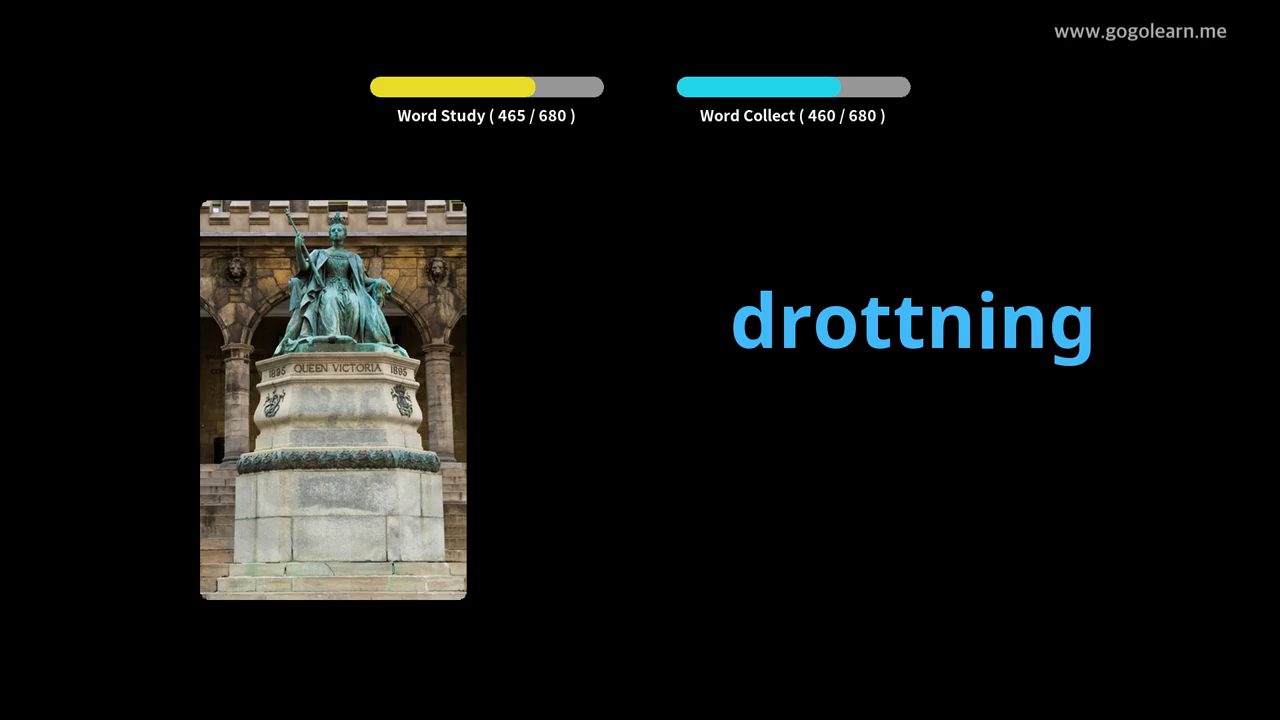 www.gogolearn.me
Word Study ( 465 / 680 )
Word Collect ( 460 / 680 )
drottning
1895 QUEEN VICTORIA 1895